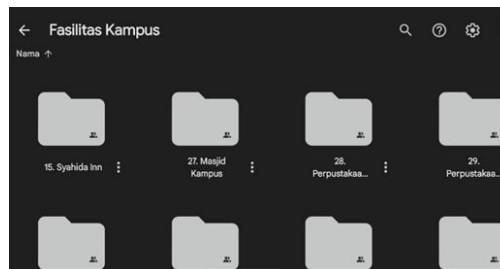 Fasilitas Kampus
Nama
15. Syahida Inn
27. Masjid
Kampus
28.
Perpustakaa...
29.
Perpustakaa...